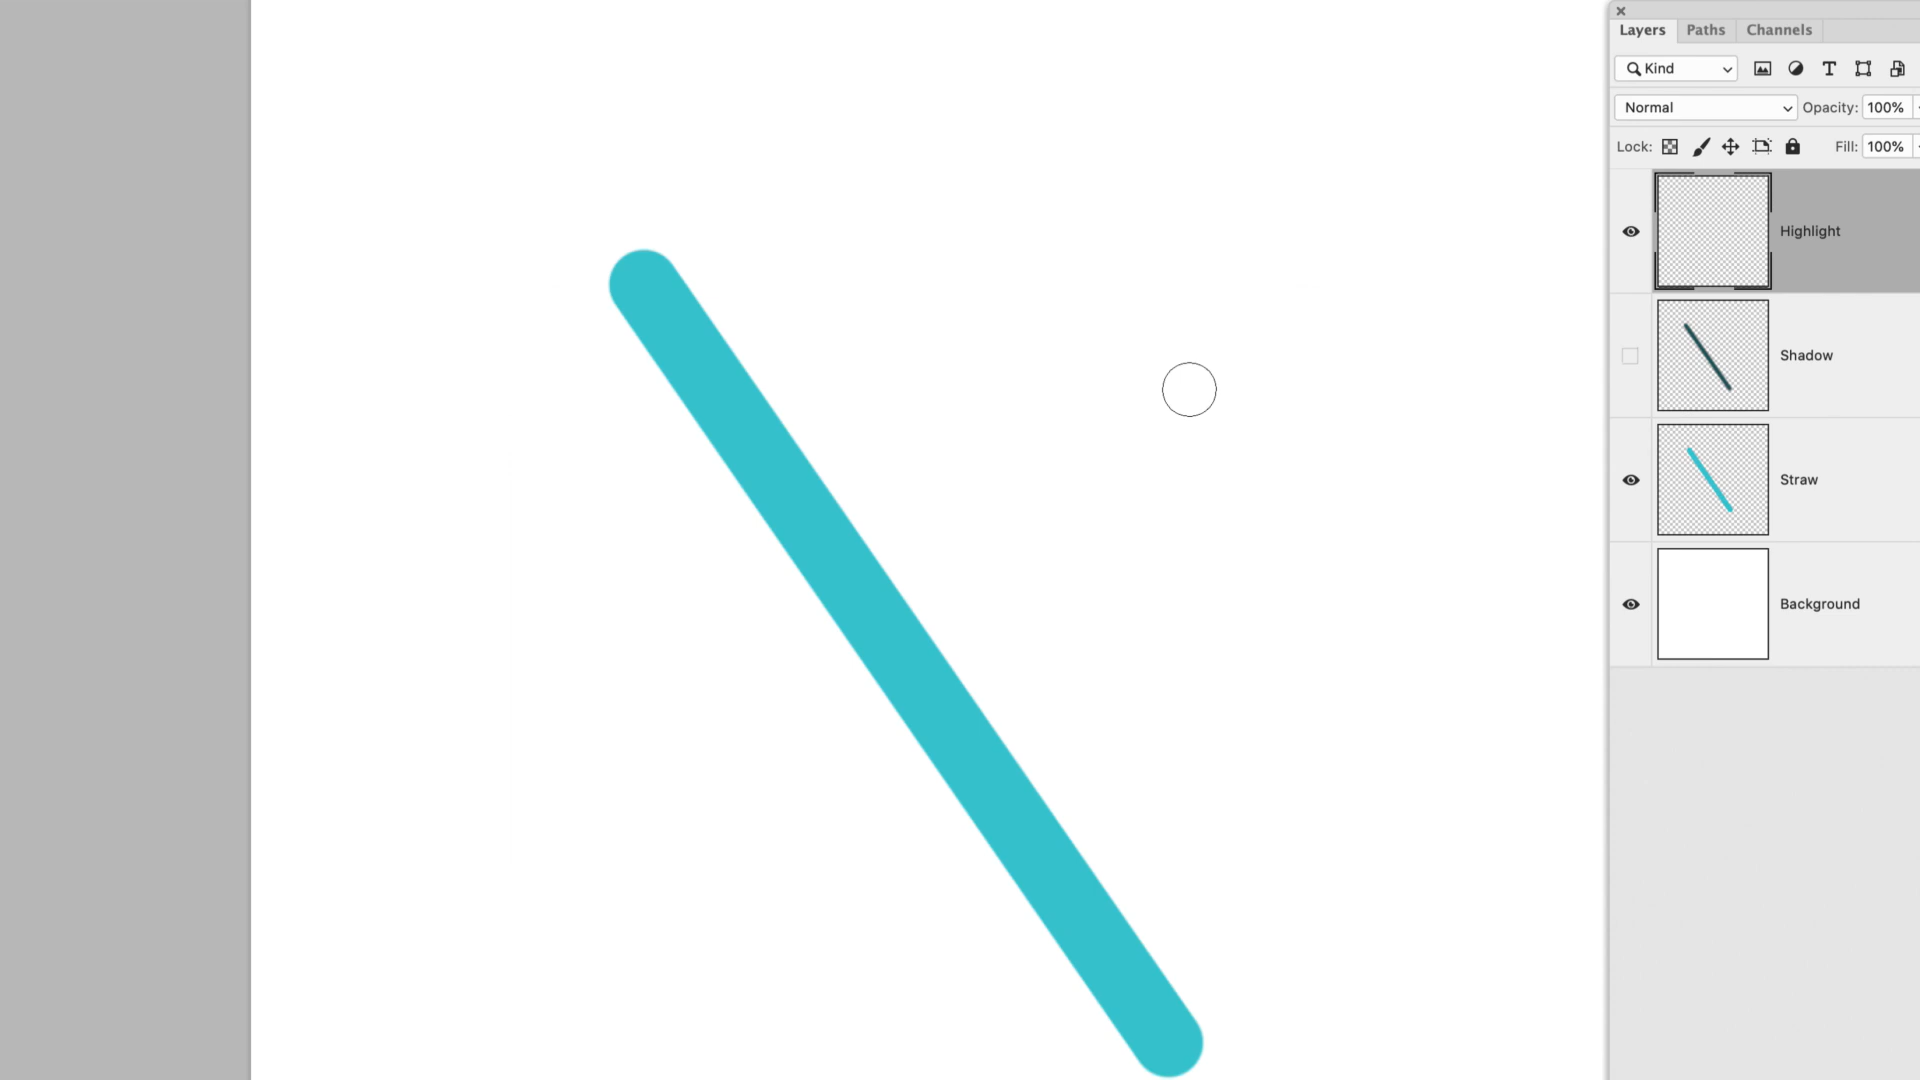 Layers Paths Channels
Kind
Normal Opacity: 100%
Lock: Fill: 100%
Highlight
Shadow
Straw
Background